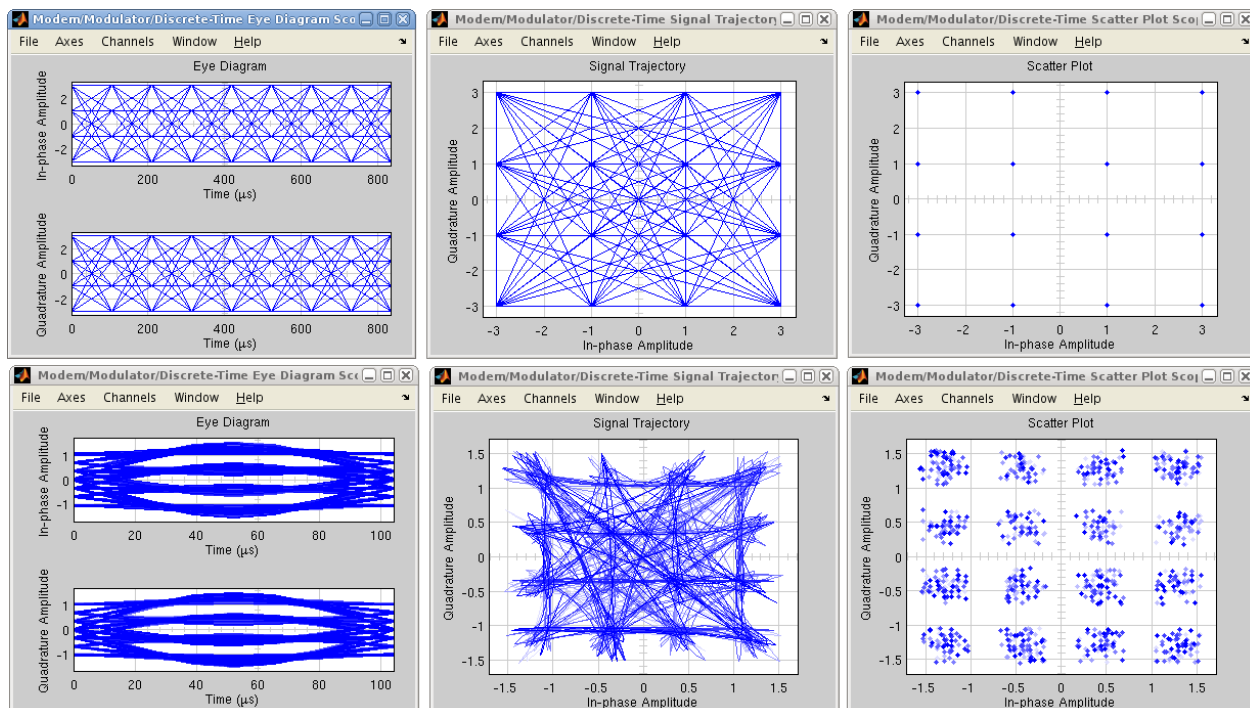 Modem/Modulator/Discrete-Time Eye Diagram Sco
File Axes Channels Window Help
Eye Diagram
In-phase Amplitude
2
0
-2
0 200 400 600 800
Time (μs)
Quadrature Amplitude
2
0
-2
0 200 400 600 800
Time (μs)
Modem/Modulator/Discrete-Time Signal Trajectory
File Axes Channels Window Help
Signal Trajectory
Quadrature Amplitude
3
2
1
0
-1
-2
-3
-3 -2 -1 0 1 2 3
In-phase Amplitude
Modem/Modulator/Discrete-Time Scatter Plot Scop
File Axes Channels Window Help
Scatter Plot
Quadrature Amplitude
3
2
1
0
-1
-2
-3
-3 -2 -1 0 1 2 3
In-phase Amplitude
Modem/Modulator/Discrete-Time Eye Diagram Sco
File Axes Channels Window Help
Eye Diagram
In-phase Amplitude
1
0
-1
0 20 40 60 80 100
Time (μs)
Quadrature Amplitude
1
0
-1
0 20 40 60 80 100
Time (μs)
Modem/Modulator/Discrete-Time Signal Trajectory
File Axes Channels Window Help
Signal Trajectory
Quadrature Amplitude
1.5
1
0.5
0
-0.5
-1
-1.5
-1.5 -1 -0.5 0 0.5 1 1.5
In-phase Amplitude
Modem/Modulator/Discrete-Time Scatter Plot Scop
File Axes Channels Window Help
Scatter Plot
Quadrature Amplitude
1.5
1
0.5
0
-0.5
-1
-1.5
-1.5 -1 -0.5 0 0.5 1 1.5
In-phase Amplitude